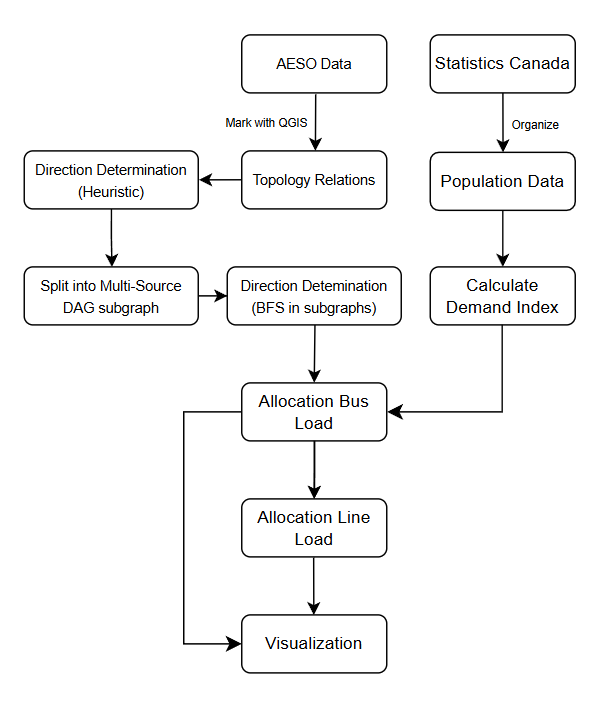 AESO Data
Statistics Canada
Mark with QGIS
Organize
Direction Determination
(Heuristic)
Topology Relations
Population Data
Split into Multi-Source
DAG subgraph
Direction Detemination
(BFS in subgraphs)
Calculate
Demand Index
Allocation Bus
Load
Allocation Line
Load
Visualization